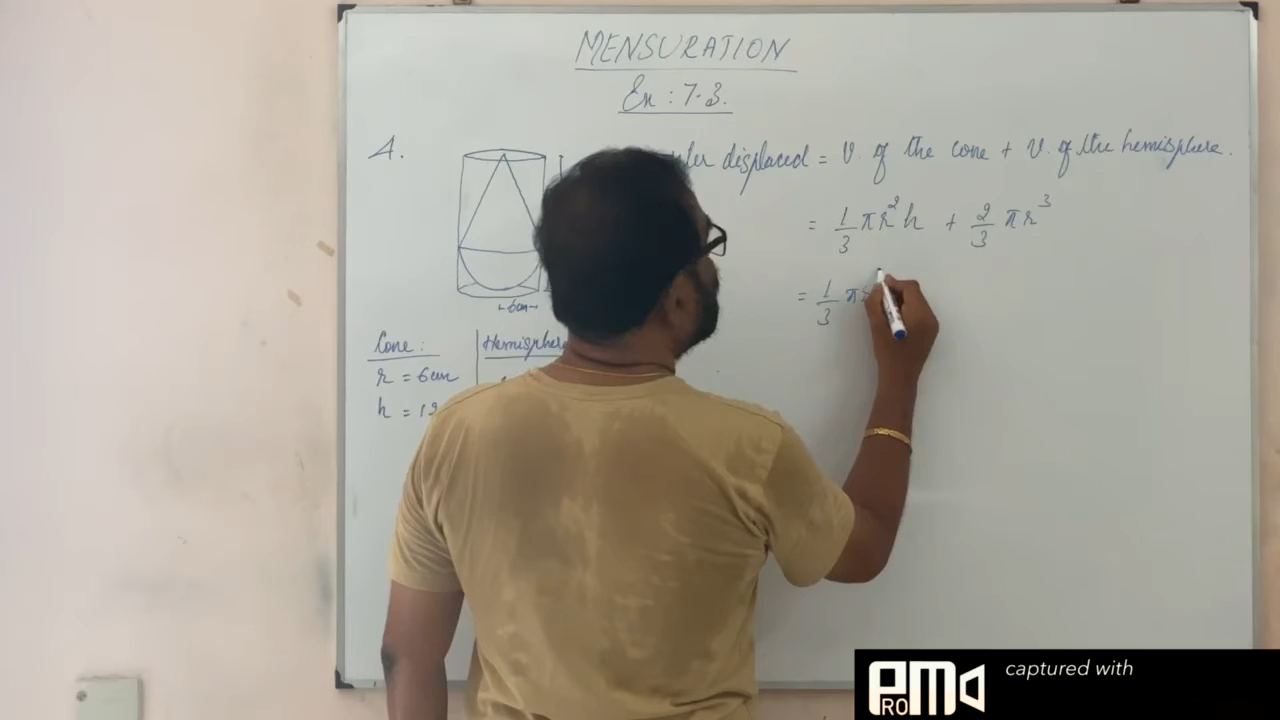 MENSURATION
Ex : 7.3.
4.
displaced = V. of the cone + V. of the hemisphere.
= 1/3 πr²h + 2/3 πr³
= 1/3 π
6cm
Cone :
r = 6cm
h =
Hemisphere
captured with
PROMO